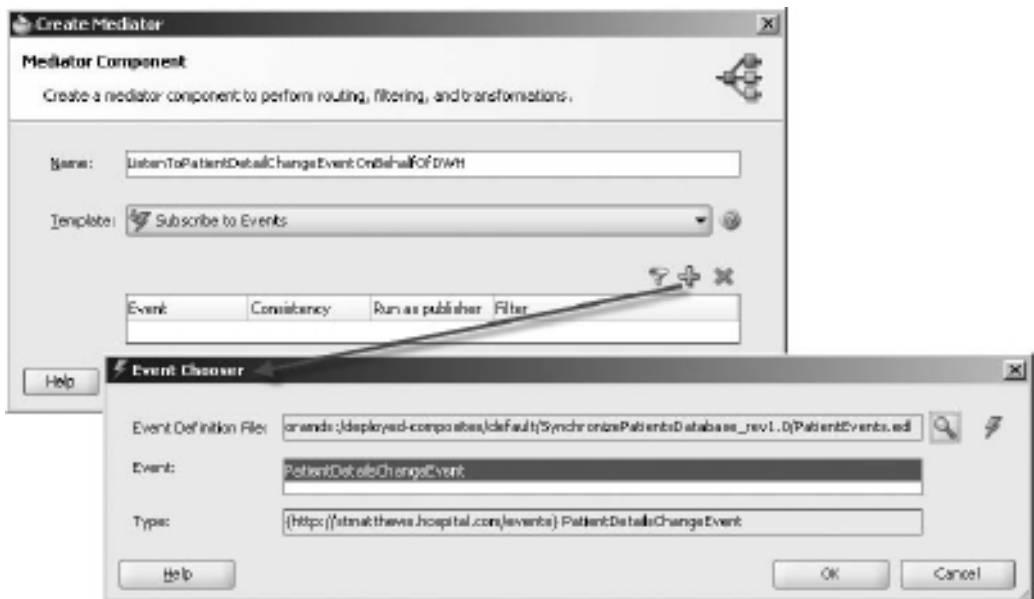 Create Mediator
Mediator Component
Create a mediator component to perform routing, filtering, and transformations.
Name: ListenToPatientDetailChangeEventOnBehalfOfDWH
Template: Subscribe to Events
Event Consistency Run as publisher Filter
Help
Event Chooser
Event Definition File: oramds:/deployed-composites/default/SynchronizePatientsDatabase_rev1.0/PatientEvents.edl
Event: PatientDetailsChangeEvent
Type: {http://stmatthews.hospital.com/events}PatientDetailsChangeEvent
Help OK Cancel